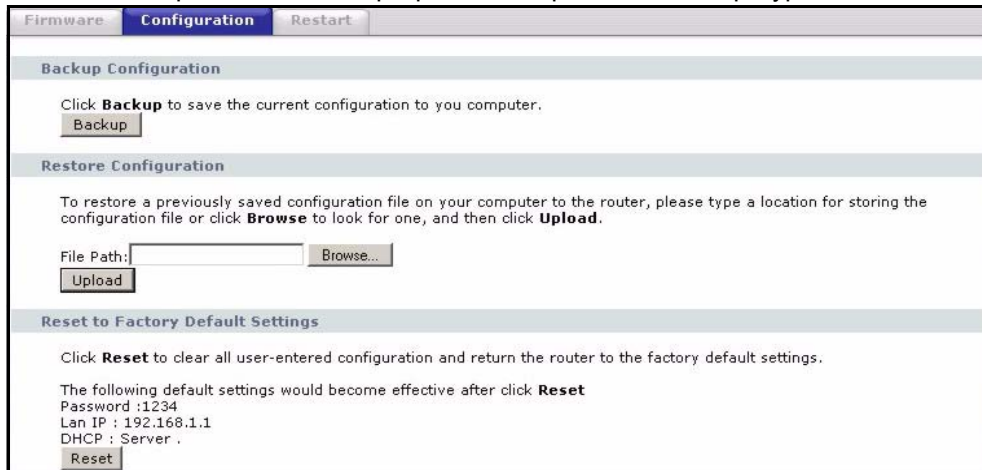 Firmware Configuration Restart
Backup Configuration
Click Backup to save the current configuration to you computer.
Backup
Restore Configuration
To restore a previously saved configuration file on your computer to the router, please type a location for storing the
configuration file or click Browse to look for one, and then click Upload.
File Path: Browse...
Upload
Reset to Factory Default Settings
Click Reset to clear all user-entered configuration and return the router to the factory default settings.
The following default settings would become effective after click Reset
Password :1234
Lan IP : 192.168.1.1
DHCP : Server .
Reset